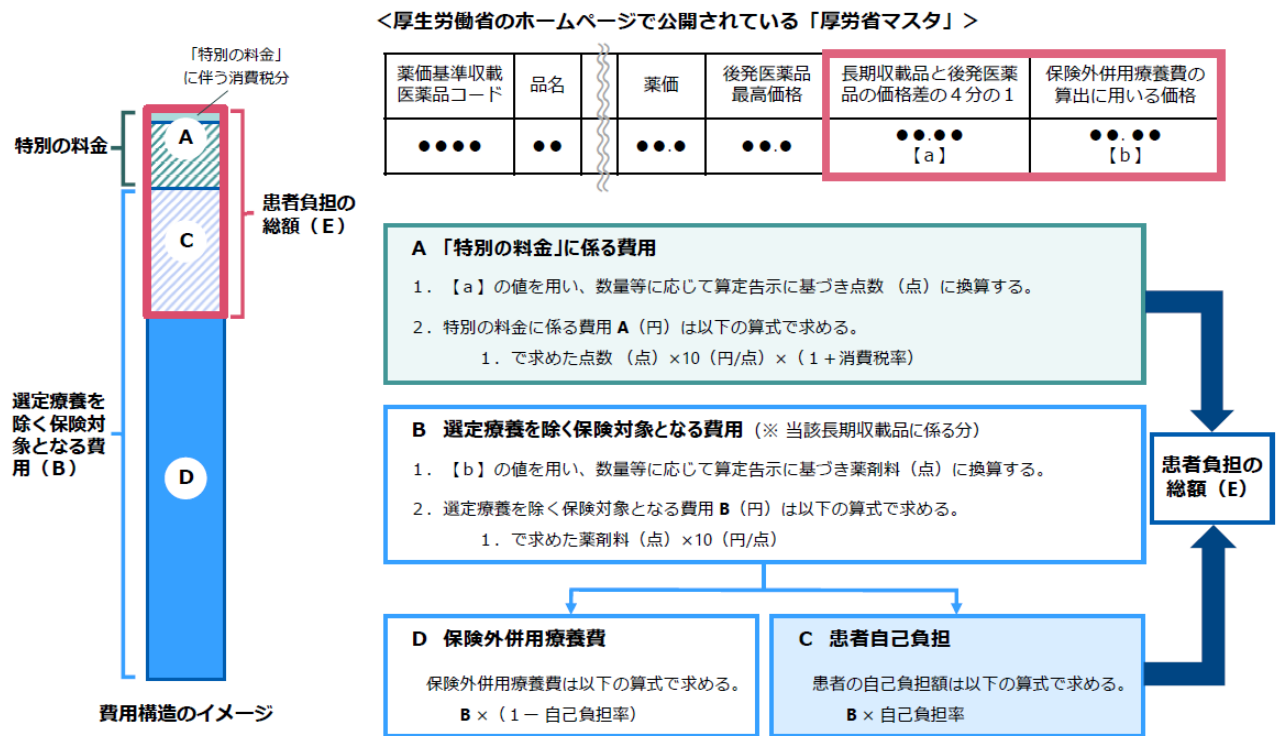 <厚生労働省のホームページで公開されている「厚労省マスタ」>
「特別の料金」
に伴う消費税分
特別の料金
A
C
D
患者負担の
総額（E）
選定療養を
除く保険対
象となる費
用（B）
費用構造のイメージ
薬価基準収載
医薬品コード
品名
薬価
後発医薬品
最高価格
長期収載品と後発医薬
品の価格差の４分の１
保険外併用療養費の
算出に用いる価格
●●●●
●●
●●.●
●●.●
●●.●●
【a】
●●.●●
【b】
A 「特別の料金」に係る費用
1．【a】の値を用い、数量等に応じて算定告示に基づき点数（点）に換算する。
2．特別の料金に係る費用 A（円）は以下の算式で求める。
1．で求めた点数（点）×10（円/点）×（１＋消費税率）
B 選定療養を除く保険対象となる費用（※ 当該長期収載品に係る分）
1．【b】の値を用い、数量等に応じて算定告示に基づき薬剤料（点）に換算する。
2．選定療養を除く保険対象となる費用 B（円）は以下の算式で求める。
1．で求めた薬剤料（点）×10（円/点）
D 保険外併用療養費
保険外併用療養費は以下の算式で求める。
B ×（１－ 自己負担率）
C 患者自己負担
患者の自己負担額は以下の算式で求める。
B × 自己負担率
患者負担の
総額（E）